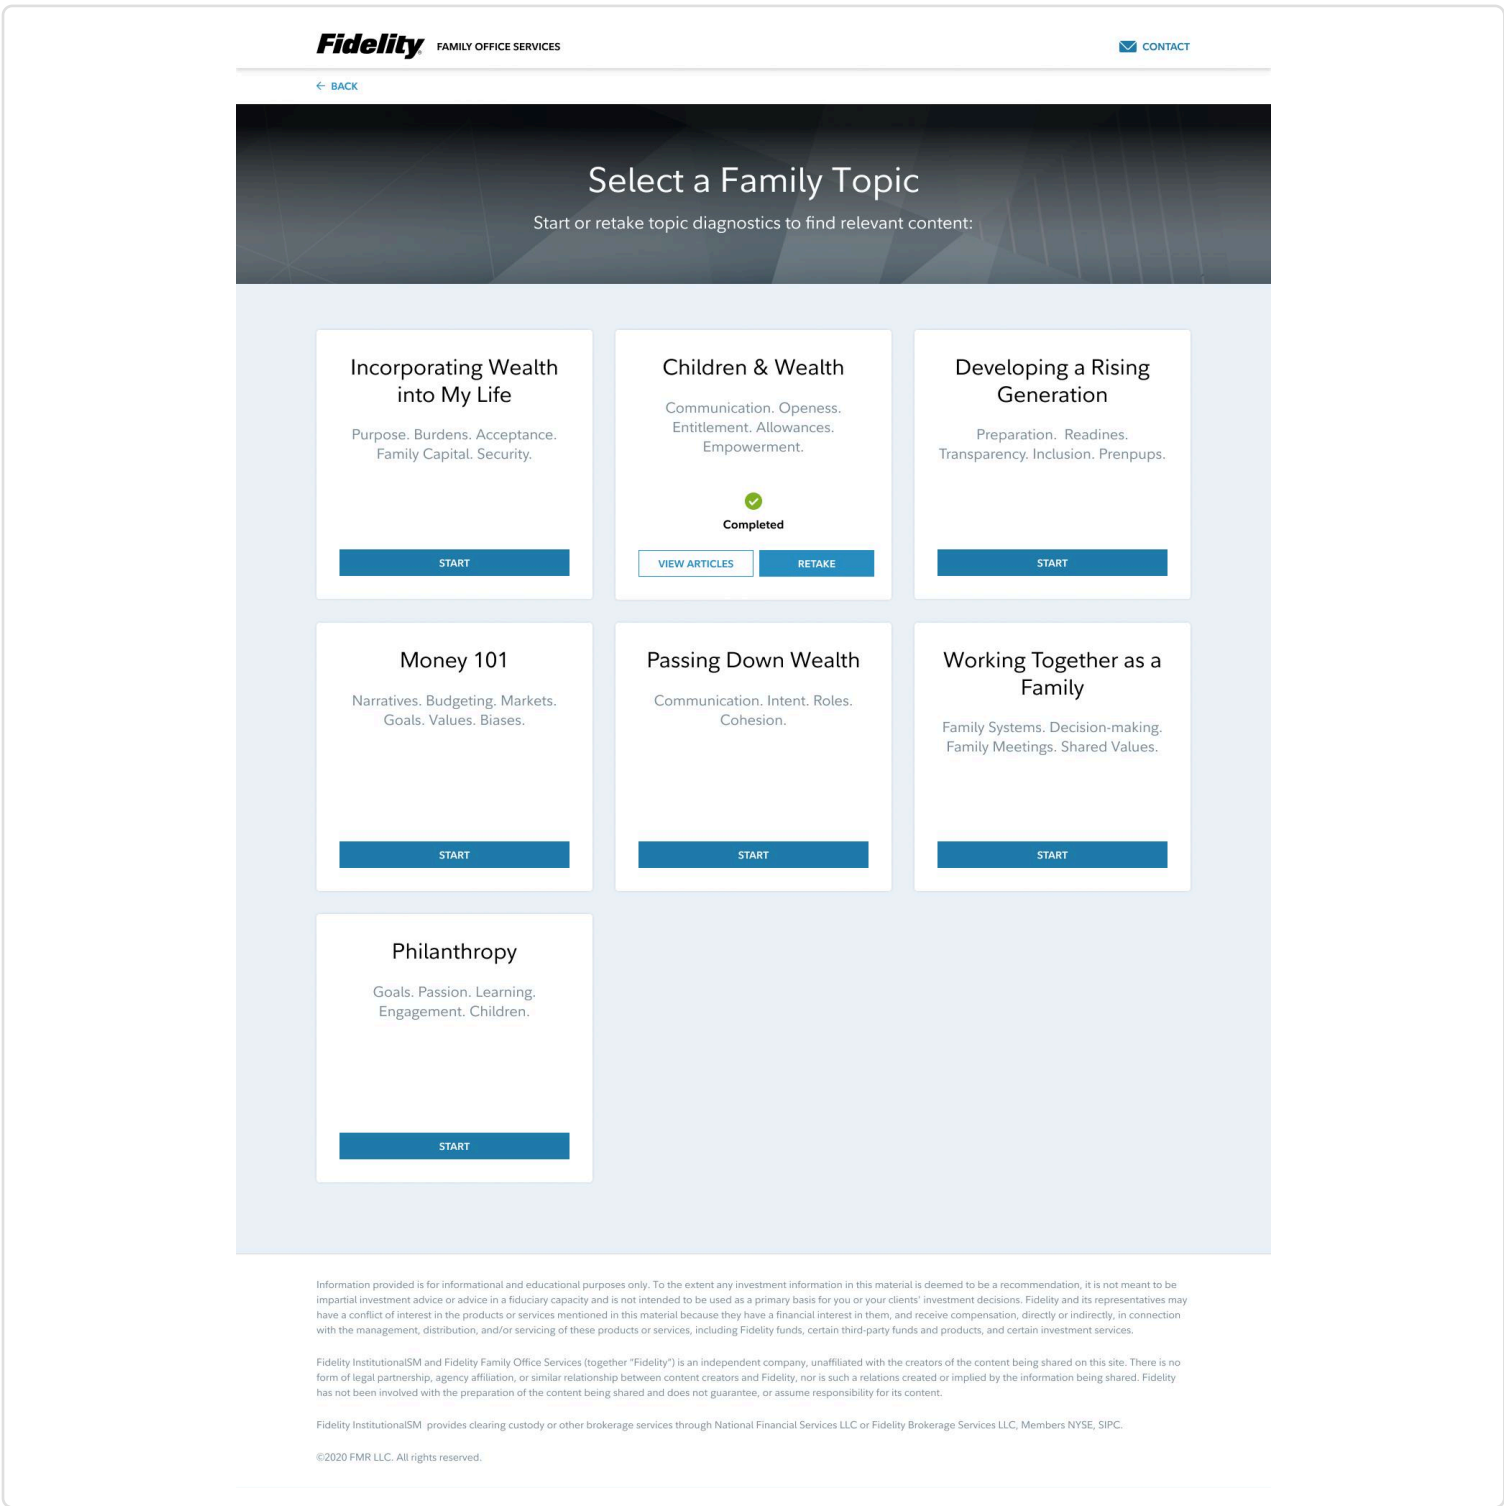 Fidelity FAMILY OFFICE SERVICES
CONTACT
← BACK
Select a Family Topic
Start or retake topic diagnostics to find relevant content:
Incorporating Wealth
into My Life
Purpose. Burdens. Acceptance.
Family Capital. Security.
START
Children & Wealth
Communication. Openess.
Entitlement. Allowances.
Empowerment.
Completed
VIEW ARTICLES
RETAKE
Developing a Rising
Generation
Preparation. Readines.
Transparency. Inclusion. Prenpups.
START
Money 101
Narratives. Budgeting. Markets.
Goals. Values. Biases.
START
Passing Down Wealth
Communication. Intent. Roles.
Cohesion.
START
Working Together as a
Family
Family Systems. Decision-making.
Family Meetings. Shared Values.
START
Philanthropy
Goals. Passion. Learning.
Engagement. Children.
START
Information provided is for informational and educational purposes only. To the extent any investment information in this material is deemed to be a recommendation, it is not meant to be
impartial investment advice or advice in a fiduciary capacity and is not intended to be used as a primary basis for you or your clients' investment decisions. Fidelity and its representatives may
have a conflict of interest in the products or services mentioned in this material because they have a financial interest in them, and receive compensation, directly or indirectly, in connection
with the management, distribution, and/or servicing of these products or services, including Fidelity funds, certain third-party funds and products, and certain investment services.
Fidelity InstitutionalSM and Fidelity Family Office Services (together "Fidelity") is an independent company, unaffiliated with the creators of the content being shared on this site. There is no
form of legal partnership, agency affiliation, or similar relationship between content creators and Fidelity, nor is such a relations created or implied by the information being shared. Fidelity
has not been involved with the preparation of the content being shared and does not guarantee, or assume responsibility for its content.
Fidelity InstitutionalSM provides clearing custody or other brokerage services through National Financial Services LLC or Fidelity Brokerage Services LLC, Members NYSE, SIPC.
©2020 FMR LLC. All rights reserved.